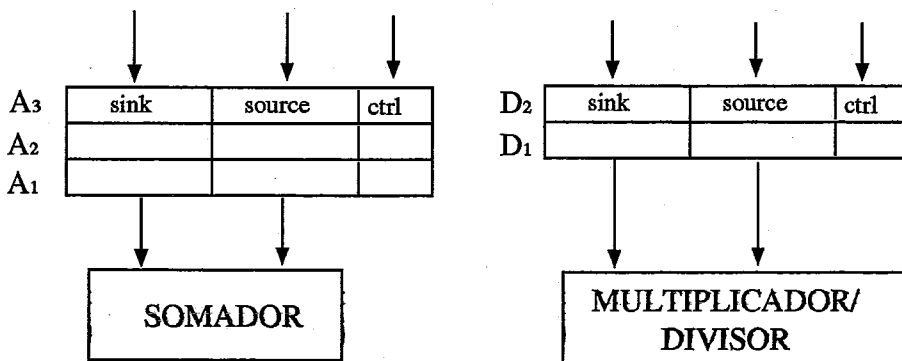 A3 sink source ctrl
A2
A1
SOMADOR
D2 sink source ctrl
D1
MULTIPLICADOR/
DIVISOR